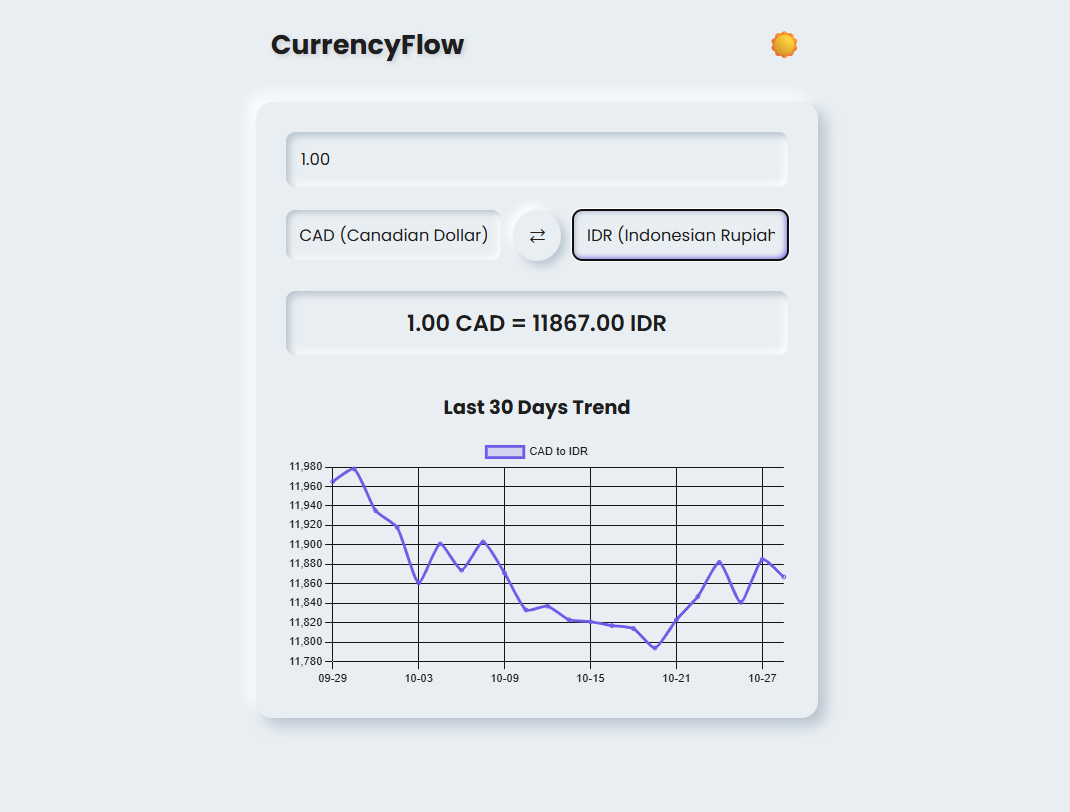 CurrencyFlow
1.00
CAD (Canadian Dollar)
IDR (Indonesian Rupiah
1.00 CAD = 11867.00 IDR
Last 30 Days Trend
CAD to IDR
11,980
11,960
11,940
11,920
11,900
11,880
11,860
11,840
11,820
11,800
11,780
09-29 10-03 10-09 10-15 10-21 10-27